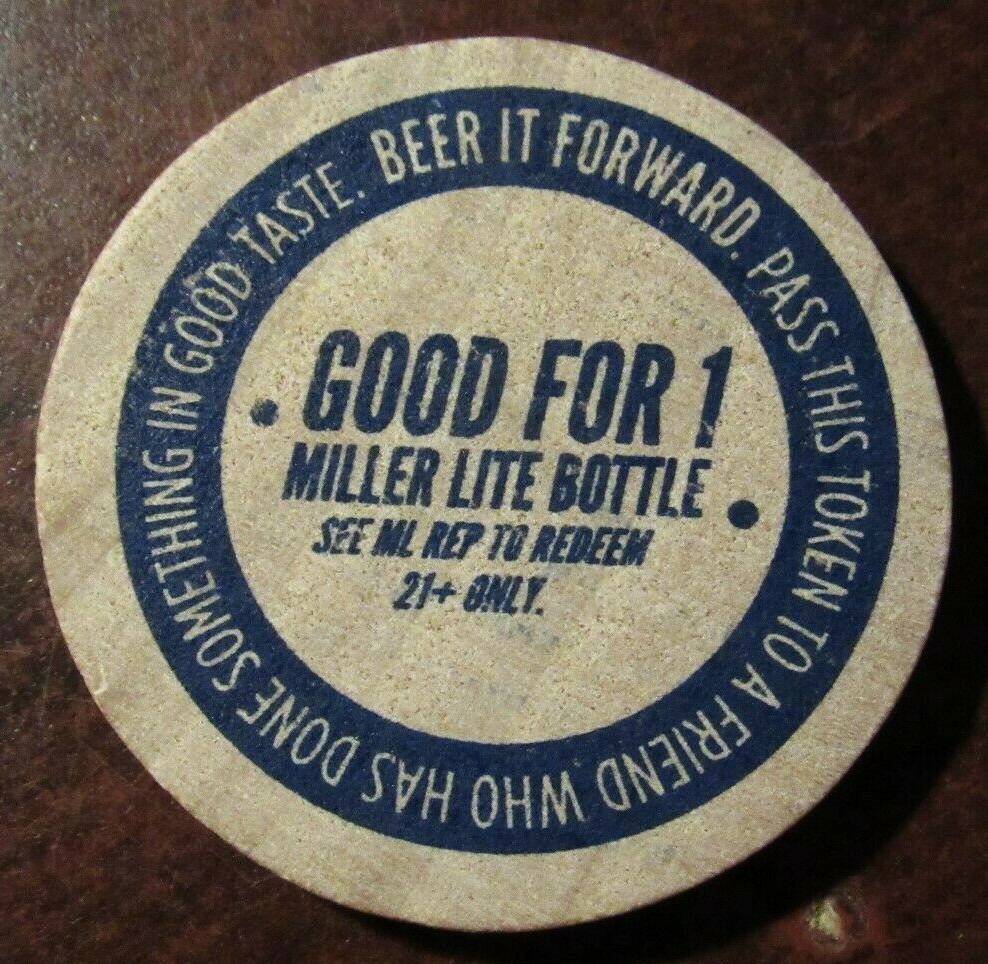 BEER IT FORWARD. PASS THIS TOKEN TO A FRIEND WHO HAS DONE SOMETHING IN GOOD TASTE.
• GOOD FOR 1
MILLER LITE BOTTLE •
SEE ML REP TO REDEEM
21+ ONLY.